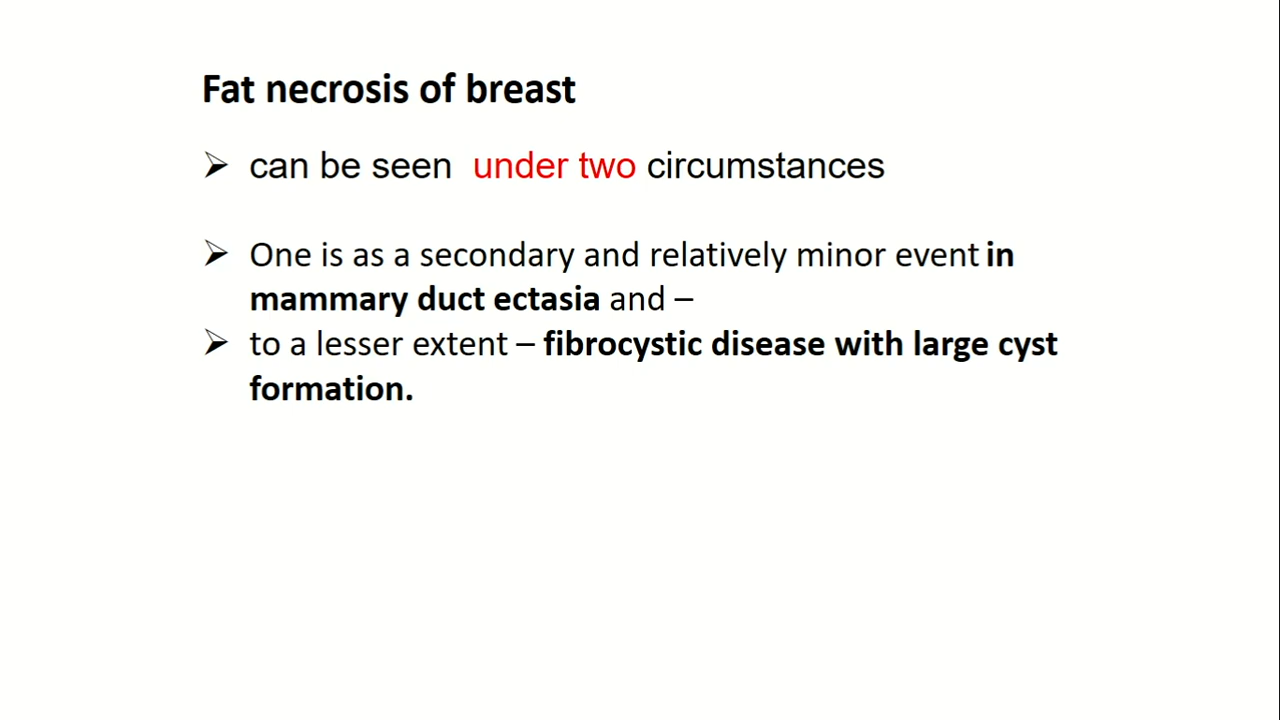 Fat necrosis of breast
➢ can be seen under two circumstances
➢ One is as a secondary and relatively minor event in
mammary duct ectasia and –
➢ to a lesser extent – fibrocystic disease with large cyst
formation.